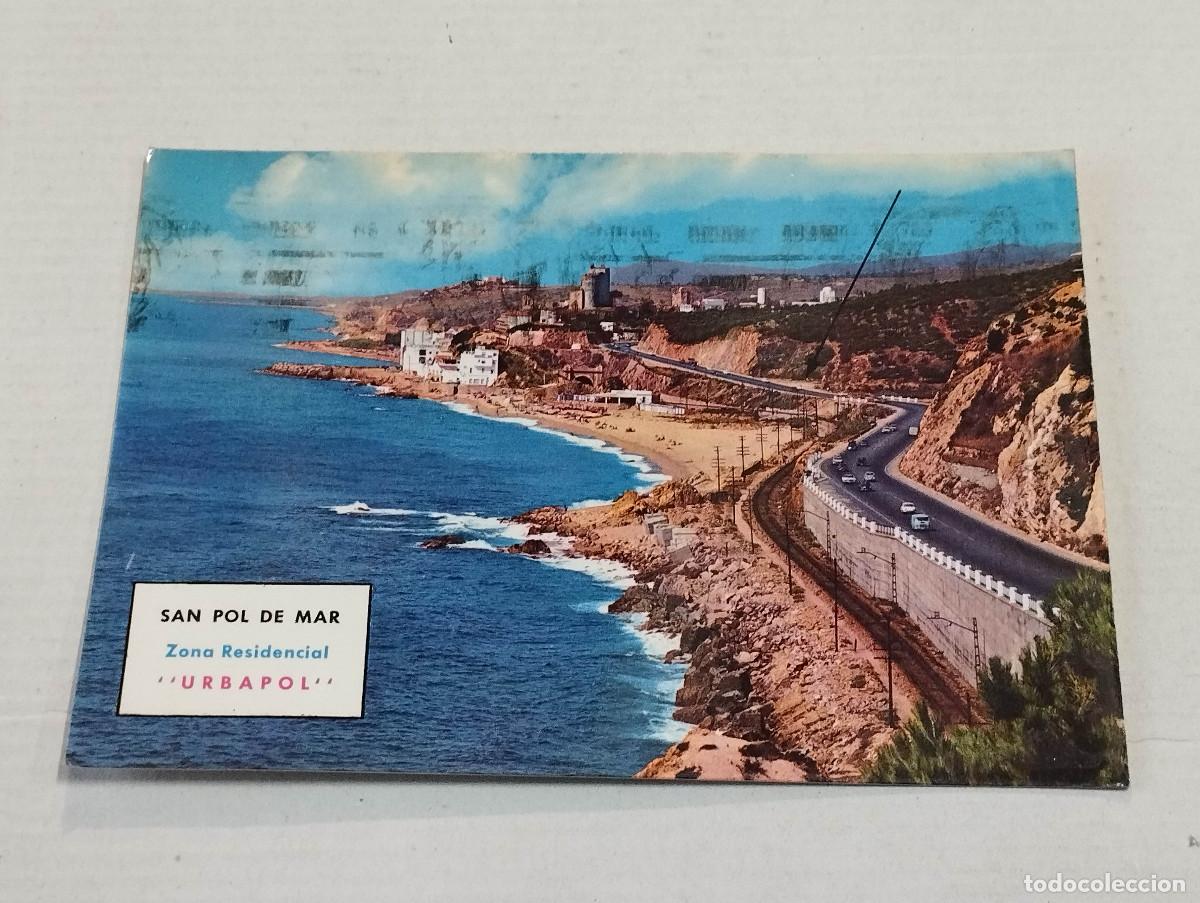 SAN POL DE MAR
Zona Residencial
‘‘URBAPOL‘‘
todocoleccion